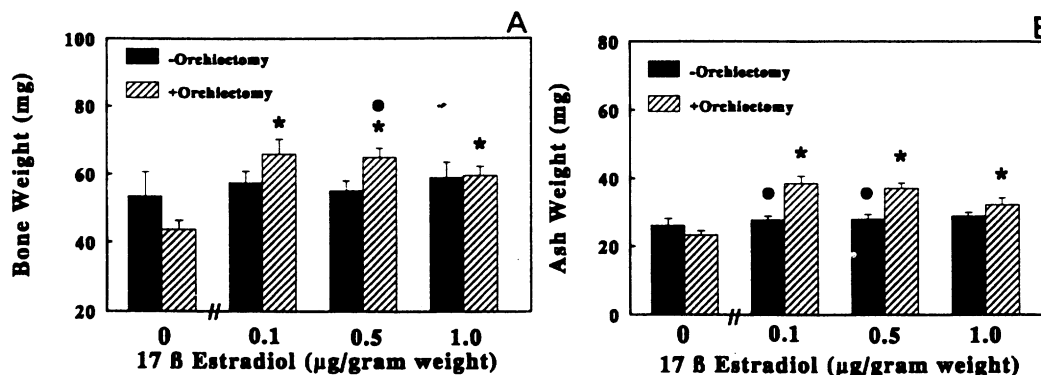 A
Bone Weight (mg)
100
80
60
40
20
-Orchiectomy
+Orchiectomy
*
● *
*
0 // 0.1 0.5 1.0
17 ß Estradiol (µg/gram weight)
B
Ash Weight (mg)
80
60
40
20
0
-Orchiectomy
+Orchiectomy
● *
● *
*
0 // 0.1 0.5 1.0
17 ß Estradiol (µg/gram weight)